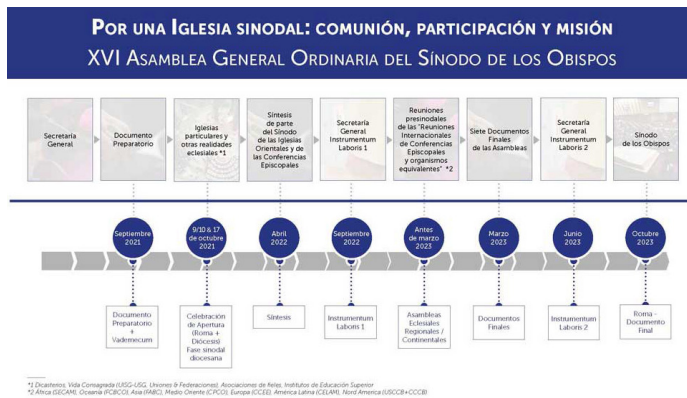 POR UNA IGLESIA SINODAL: COMUNIÓN, PARTICIPACIÓN Y MISIÓN
XVI ASAMBLEA GENERAL ORDINARIA DEL SÍNODO DE LOS OBISPOS
Secretaría
General
Documento
Preparatorio
Iglesias
particulares y
otras realidades
eclesiales *1
Síntesis
de parte
del Sínodo
de las Iglesias
Orientales y de
las Conferencias
Episcopales
Secretaría
General
Instrumentum
Laboris 1
Reuniones
presinodales
de las "Reuniones
Internacionales
de Conferencias
Episcopales
y organismos
equivalentes" *2
Siete Documentos
Finales
de las Asambleas
Secretaría
General
Instrumentum
Laboris 2
Sínodo
de los Obispos
Septiembre
2021
9/10 & 17
de octubre
2021
Abril
2022
Septiembre
2022
Antes
de marzo
2023
Marzo
2023
Junio
2023
Octubre
2023
Documento
Preparatorio
+
Vademecum
Celebración
de Apertura
(Roma +
Diócesis)
Fase sinodal
diocesana
Síntesis
Instrumentum
Laboris 1
Asambleas
Eclesiales
Regionales /
Continentales
Documentos
Finales
Instrumentum
Laboris 2
Roma -
Documento
Final
*1 Dicasterios, Vida Consagrada (UISG-USG, Uniones & Federaciones), Asociaciones de fieles, Institutos de Educación Superior
*2 África (SECAM), Oceanía (FCBCO), Asia (FABC), Medio Oriente (CPCO), Europa (CCEE), América Latina (CELAM), Nord America (USCCB+CCCB)